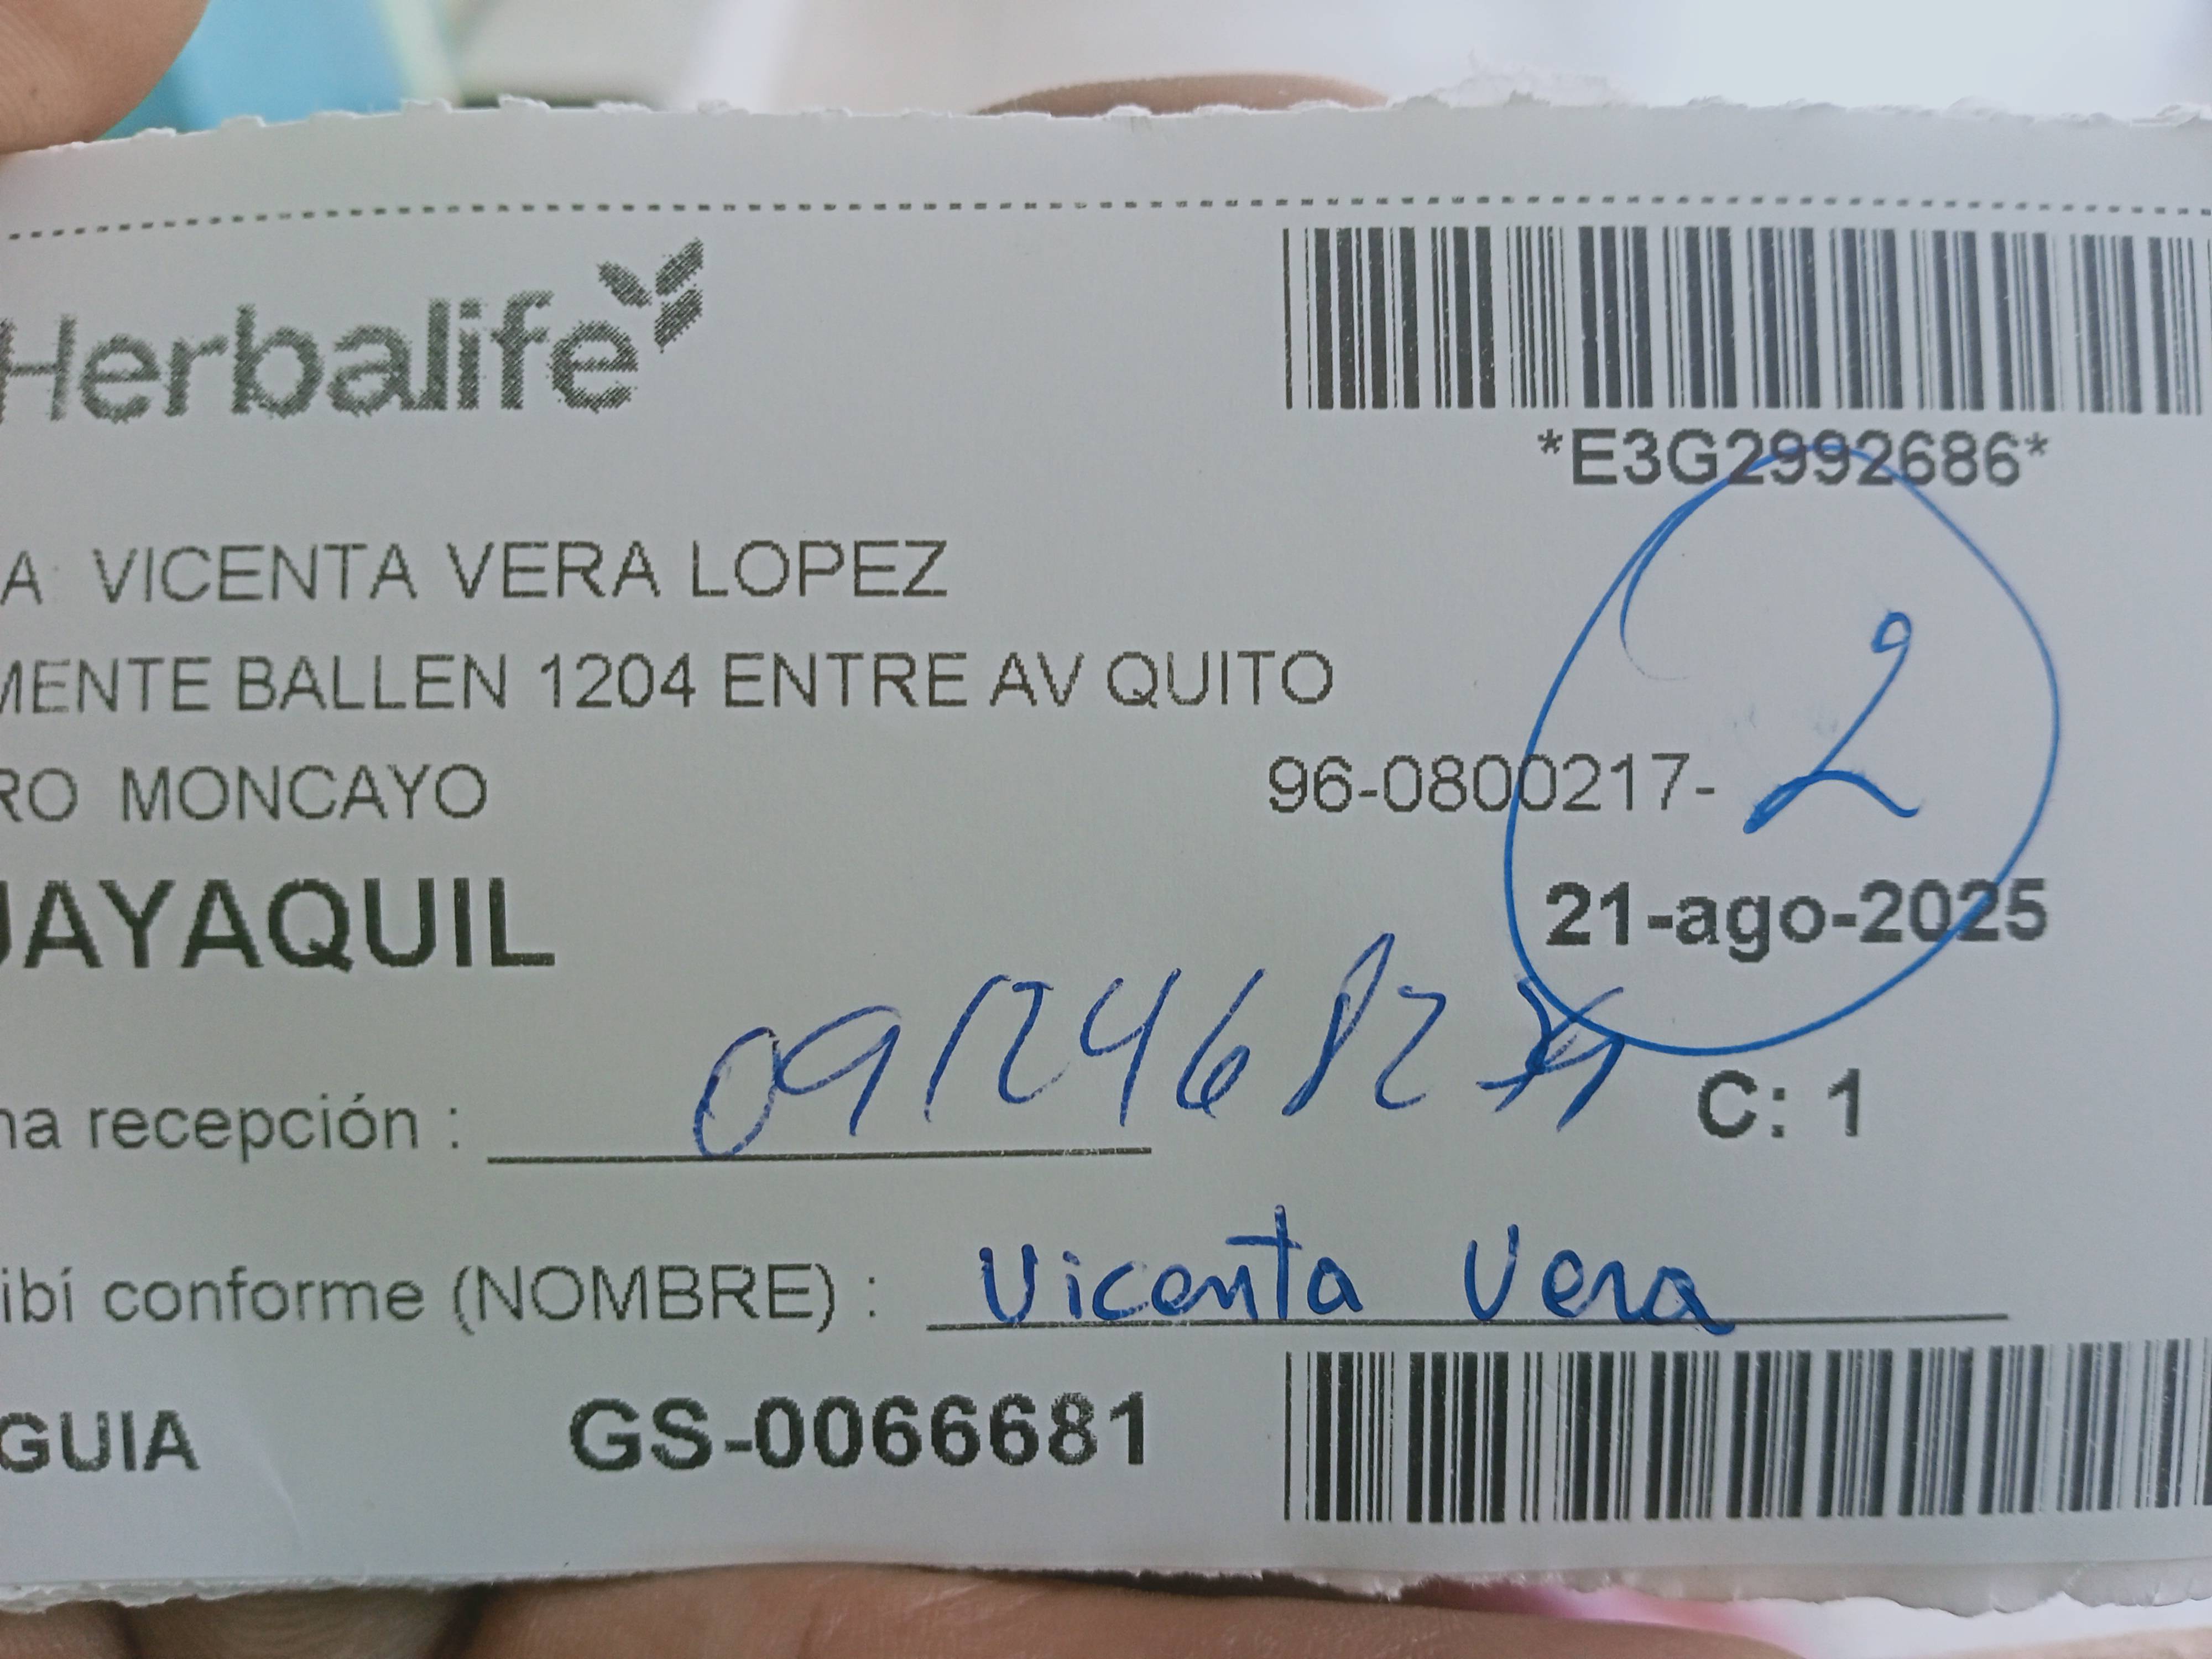 Herbalife
*E3G2992686*
A VICENTA VERA LOPEZ
MENTE BALLEN 1204 ENTRE AV QUITO
RO MONCAYO
96-0800217-
2
UAYAQUIL
21-ago-2025
na recepción :
C: 1
ibí conforme (NOMBRE) : Vicenta Vera
GUIA GS-0066681